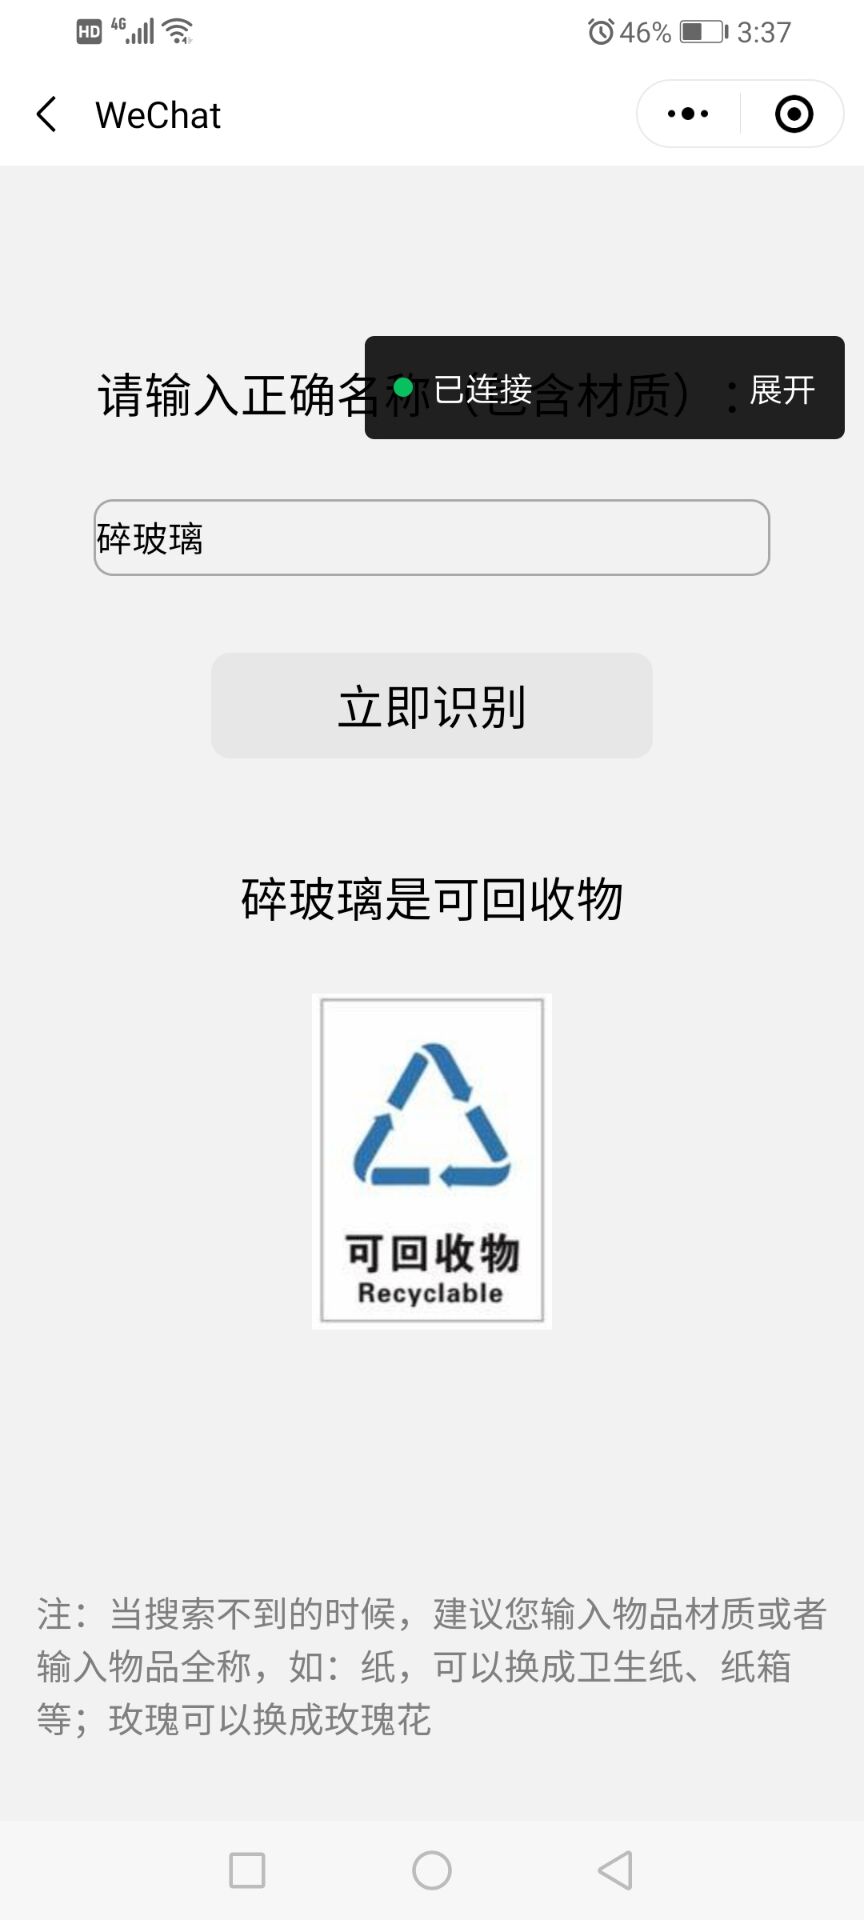 HD 4G 46% 3:37
WeChat
请输入正确名称（包含材质）：
已连接 展开
碎玻璃
立即识别
碎玻璃是可回收物
可回收物
Recyclable
注：当搜索不到的时候，建议您输入物品材质或者
输入物品全称，如：纸，可以换成卫生纸、纸箱
等；玫瑰可以换成玫瑰花